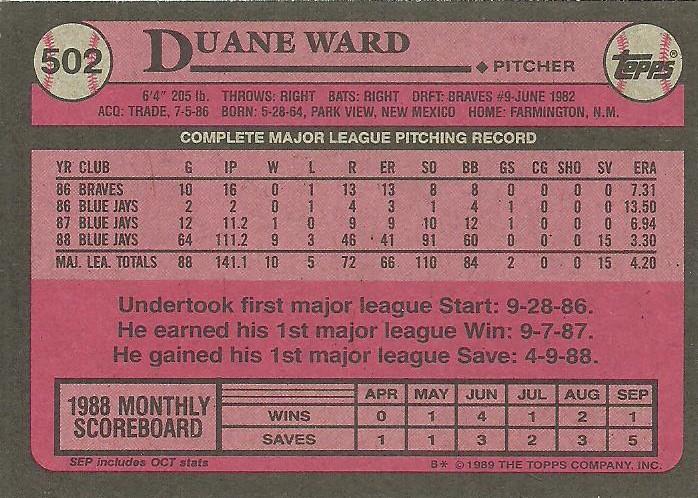 502
DUANE WARD
PITCHER
Topps®
6'4" 205 lb. THROWS: RIGHT BATS: RIGHT DRFT: BRAVES #9-JUNE 1982
ACQ: TRADE, 7-5-86 BORN: 5-28-64, PARK VIEW, NEW MEXICO HOME: FARMINGTON, N.M.
COMPLETE MAJOR LEAGUE PITCHING RECORD
YR CLUB G IP W L R ER SO BB GS CG SHO SV ERA
86 BRAVES 10 16 0 1 13 13 8 8 0 0 0 0 7.31
86 BLUE JAYS 2 2 0 1 4 3 1 4 1 0 0 0 13.50
87 BLUE JAYS 12 11.2 1 0 9 9 10 12 1 0 0 0 6.94
88 BLUE JAYS 64 111.2 9 3 46 41 91 60 0 0 0 15 3.30
MAJ. LEA. TOTALS 88 141.1 10 5 72 66 110 84 2 0 0 15 4.20
Undertook first major league Start: 9-28-86.
He earned his 1st major league Win: 9-7-87.
He gained his 1st major league Save: 4-9-88.
1988 MONTHLY SCOREBOARD
APR MAY JUN JUL AUG SEP
WINS 0 1 4 1 2 1
SAVES 1 1 3 2 3 5
SEP includes OCT stats
B* © 1989 THE TOPPS COMPANY, INC.